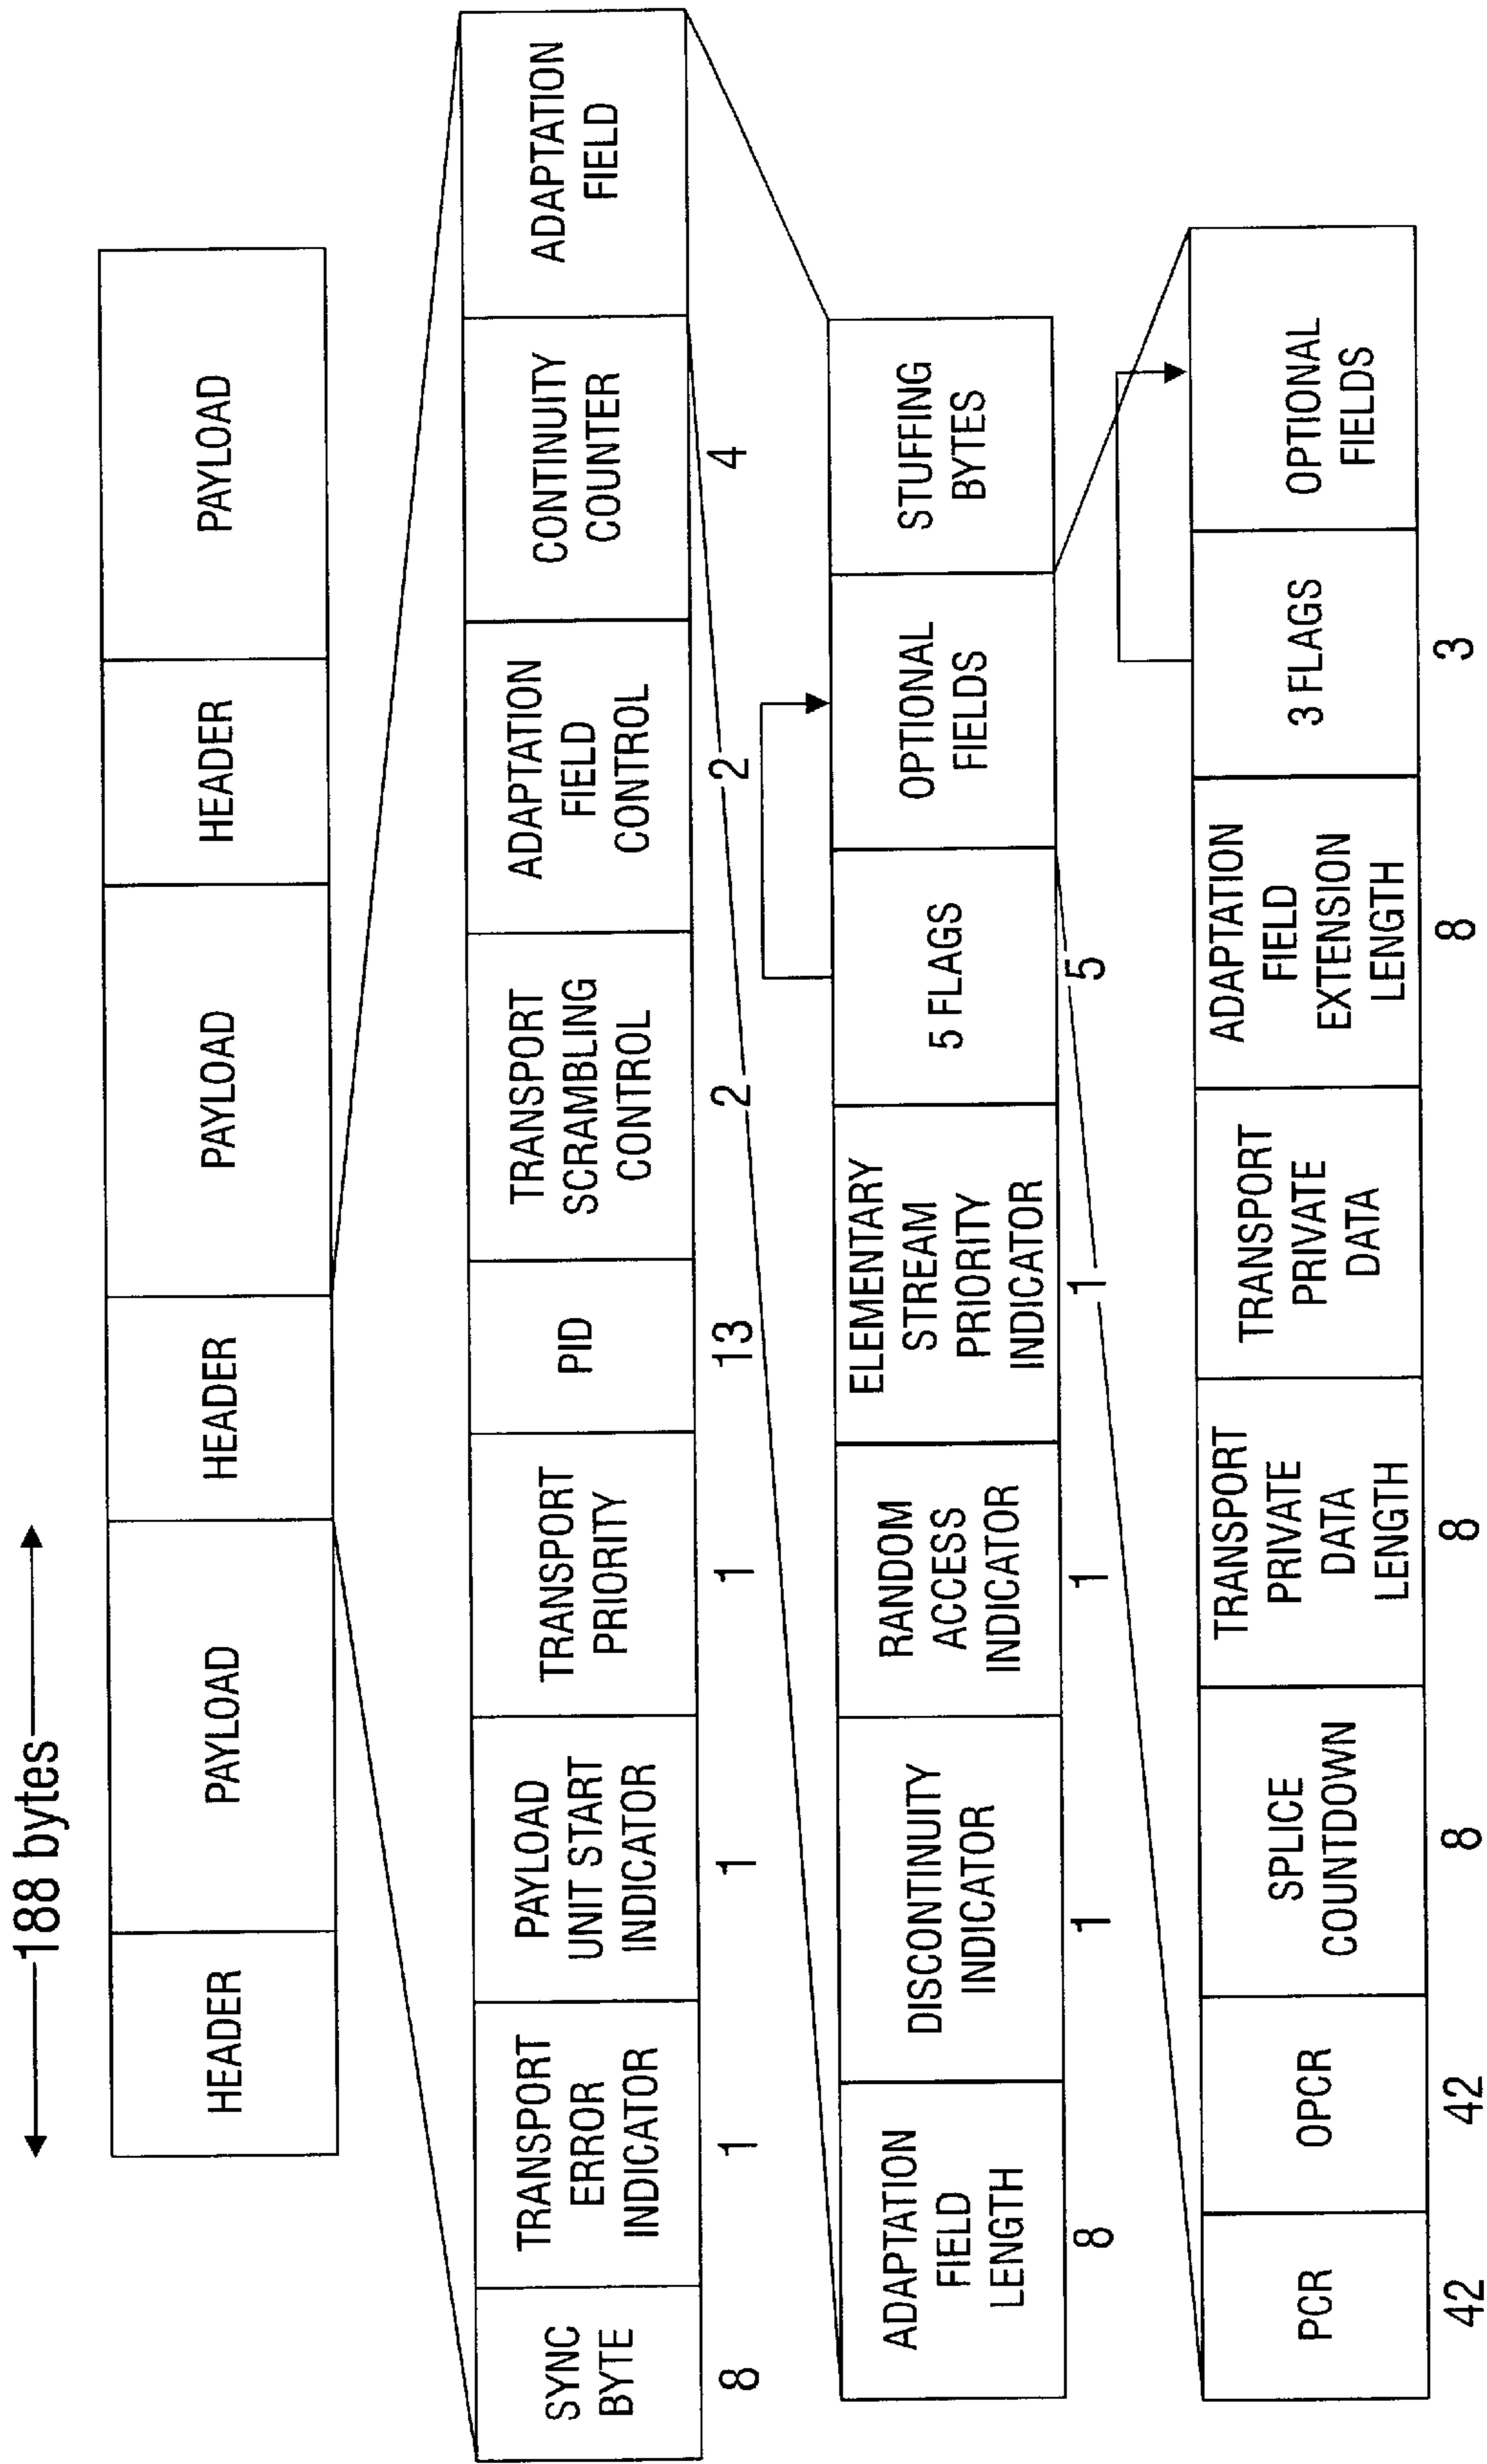 188 bytes
HEADER
PAYLOAD
HEADER
PAYLOAD
HEADER
PAYLOAD
SYNC
BYTE
8
TRANSPORT
ERROR
INDICATOR
1
PAYLOAD
UNIT START
INDICATOR
1
TRANSPORT
PRIORITY
1
PID
13
TRANSPORT
SCRAMBLING
CONTROL
2
ADAPTATION
FIELD
CONTROL
2
CONTINUITY
COUNTER
4
ADAPTATION
FIELD
ADAPTATION
FIELD
LENGTH
8
DISCONTINUITY
INDICATOR
1
RANDOM
ACCESS
INDICATOR
1
ELEMENTARY
STREAM
PRIORITY
INDICATOR
1
5 FLAGS
5
OPTIONAL
FIELDS
STUFFING
BYTES
PCR
42
OPCR
42
SPLICE
COUNTDOWN
8
TRANSPORT
PRIVATE
DATA
LENGTH
8
TRANSPORT
PRIVATE
DATA
ADAPTATION
FIELD
EXTENSION
LENGTH
8
3 FLAGS
3
OPTIONAL
FIELDS